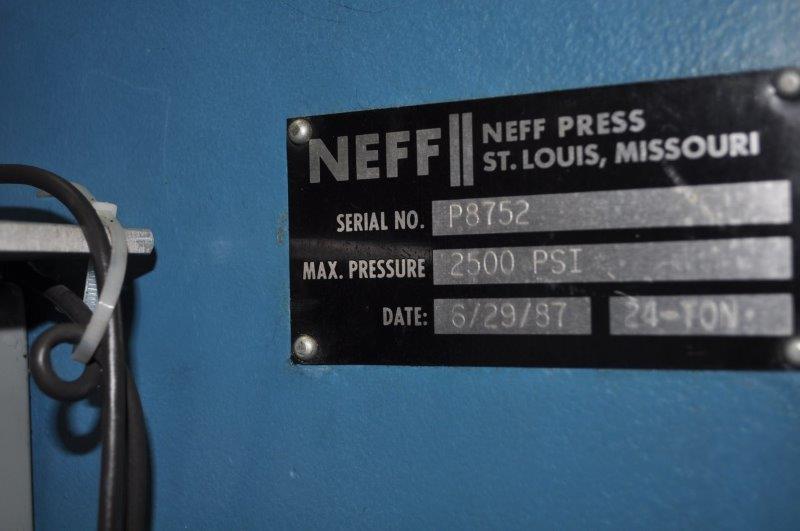 NEFF NEFF PRESS
ST. LOUIS, MISSOURI
SERIAL NO. P8752
MAX. PRESSURE 2500 PSI
DATE: 6/29/87 24-TON.